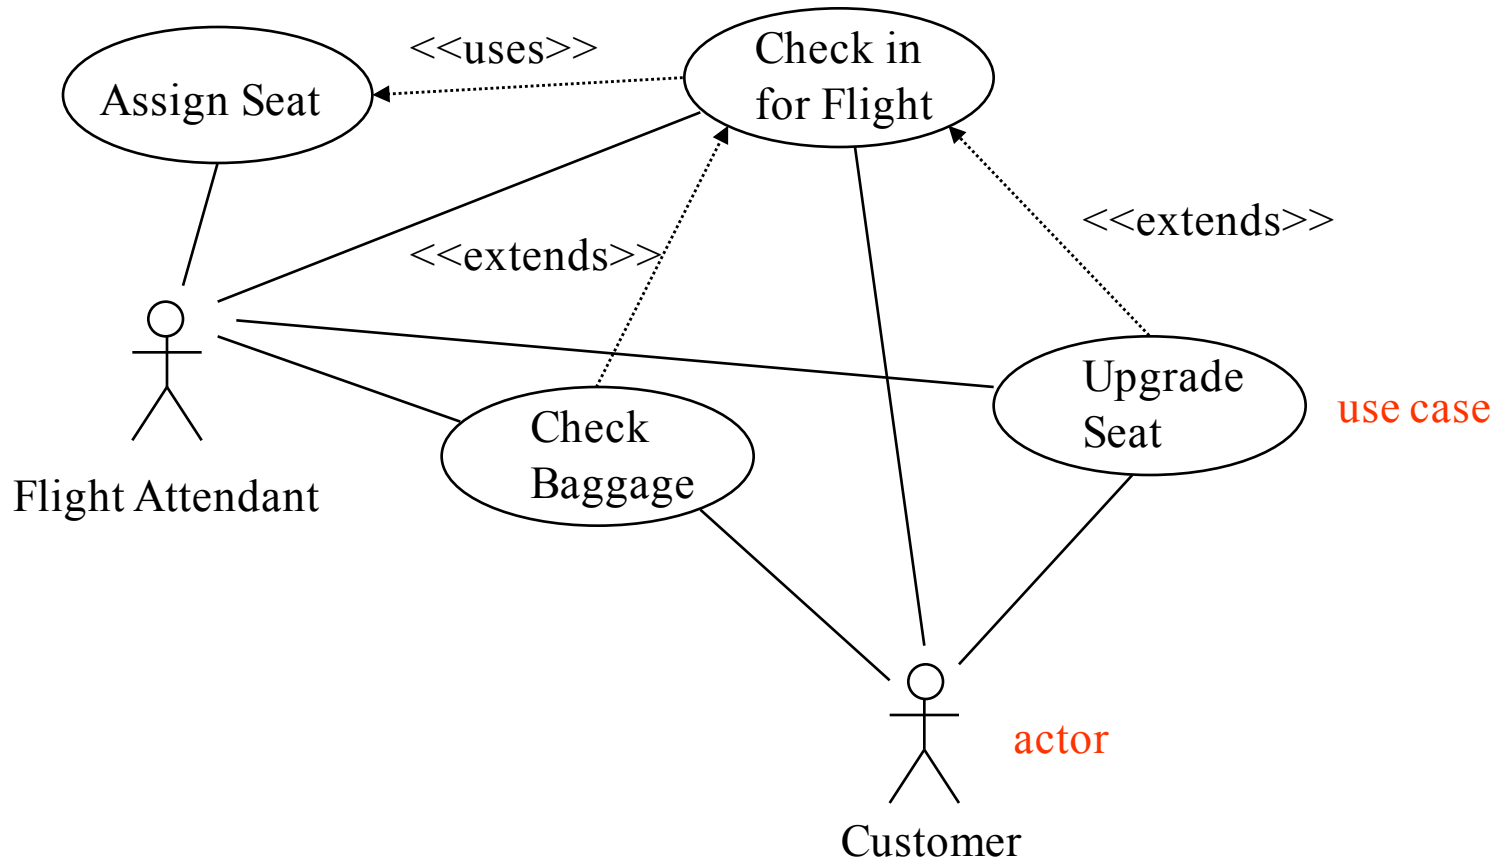 <<uses>>
Check in
for Flight
Assign Seat
<<extends>>
<<extends>>
Upgrade
Seat
use case
Check
Baggage
Flight Attendant
actor
Customer